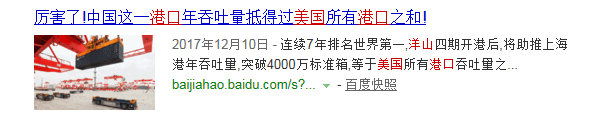 厉害了!中国这一港口年吞吐量抵得过美国所有港口之和!
2017年12月10日 - 连续7年排名世界第一,洋山四期开港后,将助推上海
港年吞吐量,突破4000万标准箱,等于美国所有港口吞吐量之...
baijiahao.baidu.com/s?... - 百度快照